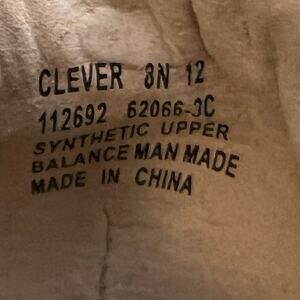 CLEVER 8N 12
112692 62066-3C
SYNTHETIC UPPER
BALANCE MAN MADE
MADE IN CHINA